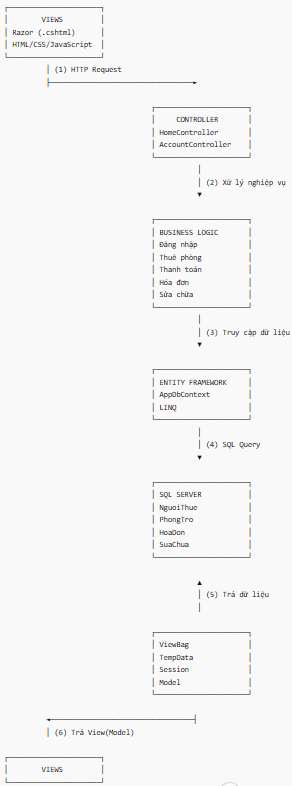 VIEWS
Razor (.cshtml)
HTML/CSS/JavaScript
(1) HTTP Request
CONTROLLER
HomeController
AccountController
(2) Xử lý nghiệp vụ
BUSINESS LOGIC
Đăng nhập
Thuê phòng
Thanh toán
Hóa đơn
Sửa chữa
(3) Truy cập dữ liệu
ENTITY FRAMEWORK
AppDbContext
LINQ
(4) SQL Query
SQL SERVER
NguoiThue
PhongTro
HoaDon
SuaChua
(5) Trả dữ liệu
ViewBag
TempData
Session
Model
(6) Trả View(Model)
VIEWS